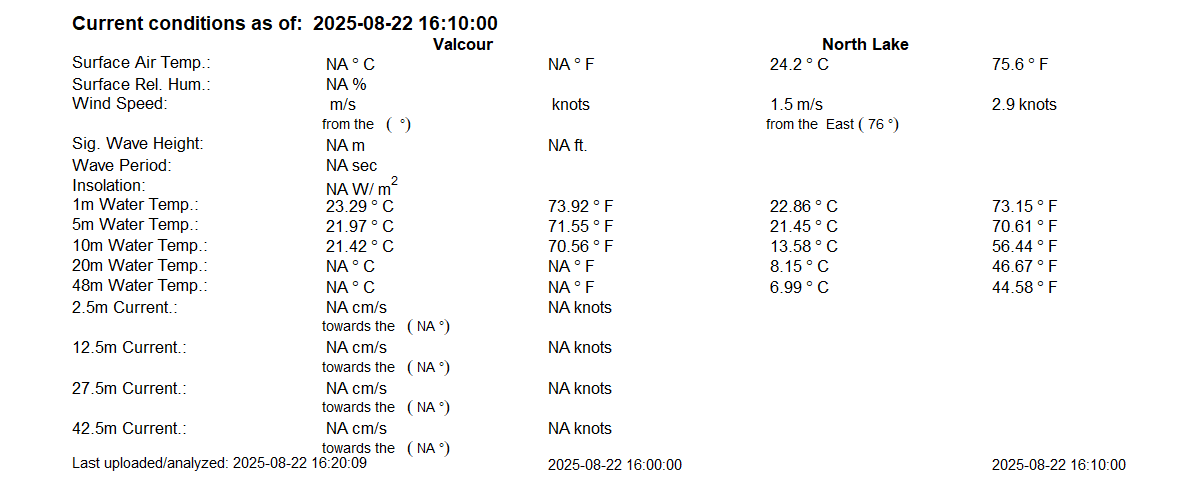 Current conditions as of: 2025-08-22 16:10:00
Valcour North Lake
Surface Air Temp.: NA ° C NA ° F 24.2 ° C 75.6 ° F
Surface Rel. Hum.: NA %
Wind Speed: m/s knots 1.5 m/s 2.9 knots
from the ( °) from the East ( 76 °)
Sig. Wave Height: NA m NA ft.
Wave Period: NA sec
Insolation: NA W/ m2
1m Water Temp.: 23.29 ° C 73.92 ° F 22.86 ° C 73.15 ° F
5m Water Temp.: 21.97 ° C 71.55 ° F 21.45 ° C 70.61 ° F
10m Water Temp.: 21.42 ° C 70.56 ° F 13.58 ° C 56.44 ° F
20m Water Temp.: NA ° C NA ° F 8.15 ° C 46.67 ° F
48m Water Temp.: NA ° C NA ° F 6.99 ° C 44.58 ° F
2.5m Current.: NA cm/s NA knots
towards the ( NA °)
12.5m Current.: NA cm/s NA knots
towards the ( NA °)
27.5m Current.: NA cm/s NA knots
towards the ( NA °)
42.5m Current.: NA cm/s NA knots
towards the ( NA °)
Last uploaded/analyzed: 2025-08-22 16:20:09 2025-08-22 16:00:00 2025-08-22 16:10:00